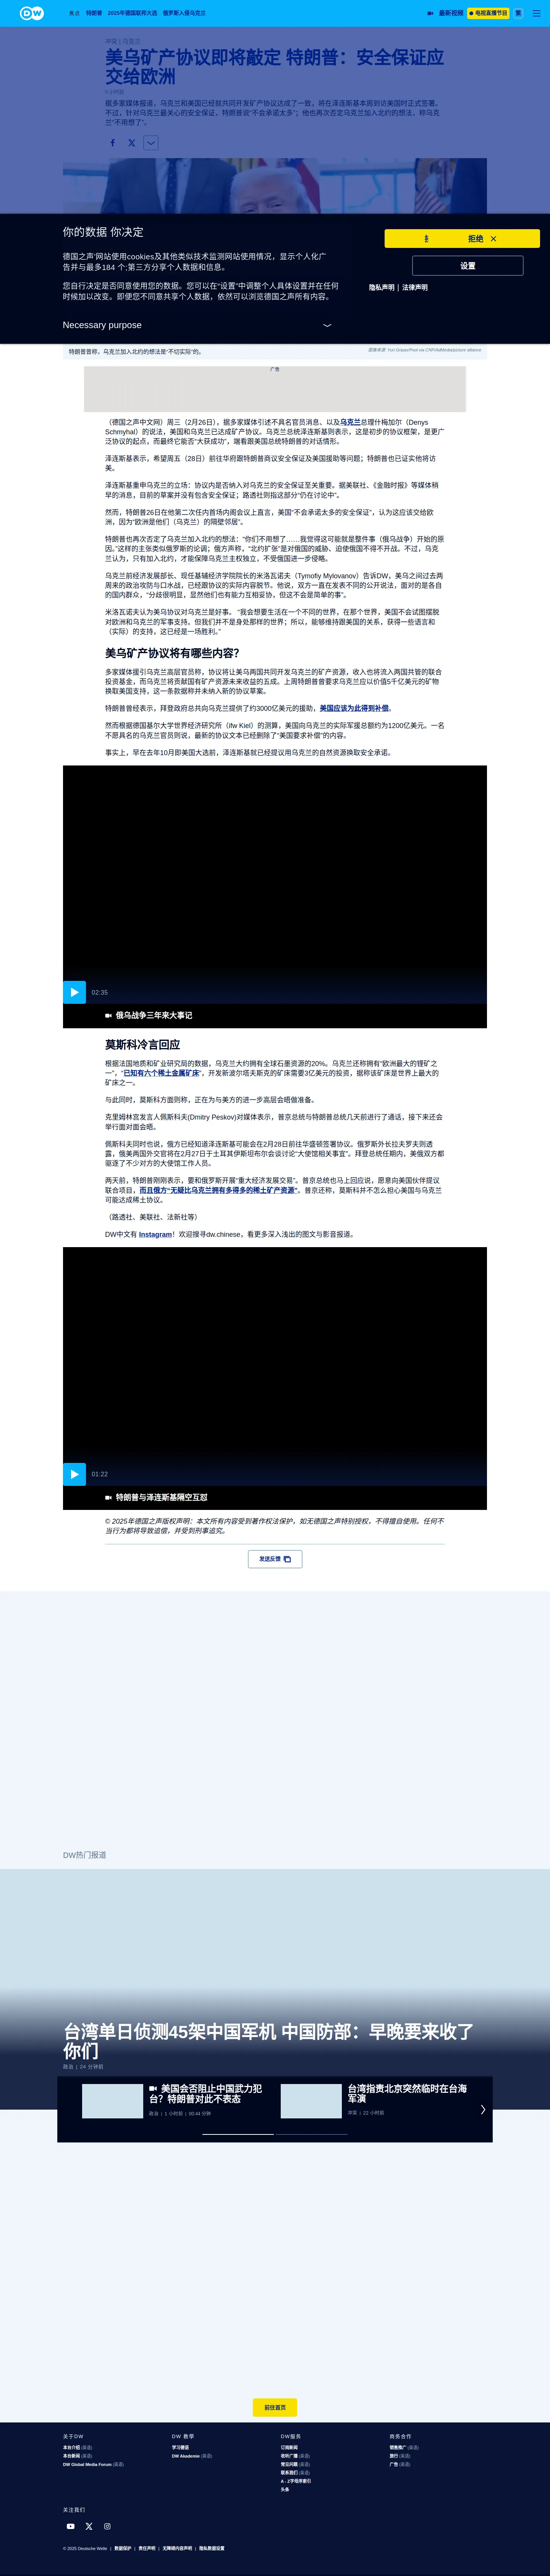 DW
焦点 特朗普 2025年德国联邦大选 俄罗斯入侵乌克兰
最新视频 电视直播节目 繁
冲突 | 乌克兰
美乌矿产协议即将敲定 特朗普：安全保证应
交给欧洲
据多家媒体报道，乌克兰和美国已经就共同开发矿产协议达成了一致，将在泽连斯基本周到访美国时正式签署。
不过，针对乌克兰最关心的安全保证，特朗普说“不会承诺太多”；他也再次否定乌克兰加入北约的想法，称乌克
兰“不用想了”。
你的数据 你决定
德国之声'网站使用cookies及其他类似技术监测网站使用情况，显示个人化广
告并与最多184 个;第三方分享个人数据和信息。
您自行决定是否同意使用您的数据。您可以在“设置”中调整个人具体设置并在任何
时候加以改变。即便您不同意共享个人数据，依然可以浏览德国之声所有内容。
拒绝
设置
隐私声明 | 法律声明
Necessary purpose
特朗普曾称，乌克兰加入北约的想法是“不切实际”的。
图像来源: Yuri Gripas/Pool via CNP/AdMedia/picture alliance
广告
（德国之声中文网）周三（2月26日），据多家媒体引述不具名官员消息、以及乌克兰总理什梅加尔（Denys
Schmyhal）的说法，美国和乌克兰已达成矿产协议。乌克兰总统泽连斯基则表示，这是初步的协议框架，是更广
泛协议的起点，而最终它能否“大获成功”，端看跟美国总统特朗普的对话情形。
泽连斯基表示，希望周五（28日）前往华府跟特朗普商议安全保证及美国援助等问题；特朗普也已证实他将访
美。
泽连斯基重申乌克兰的立场：协议内是否纳入对乌克兰的安全保证至关重要。据美联社、《金融时报》等媒体稍
早的消息，目前的草案并没有包含安全保证；路透社则指这部分“仍在讨论中”。
然而，特朗普26日在他第二次任内首场内阁会议上直言，美国“不会承诺太多的安全保证”，认为这应该交给欧
洲，因为“欧洲是他们（乌克兰）的隔壁邻居”。
特朗普也再次否定了乌克兰加入北约的想法：“你们不用想了……我觉得这可能就是整件事（俄乌战争）开始的原
因。”这样的主张类似俄罗斯的论调；俄方声称，“北约扩张”是对俄国的威胁、迫使俄国不得不开战。不过，乌克
兰认为，只有加入北约，才能保障乌克兰主权独立，不受俄国进一步侵略。
乌克兰前经济发展部长、现任基辅经济学院院长的米洛瓦诺夫（Tymofiy Mylovanov）告诉DW，美乌之间过去两
周来的政治攻防与口水战，已经跟协议的实际内容脱节。他说，双方一直在发表不同的公开说法，面对的是各自
的国内群众，“分歧很明显，显然他们也有能力互相妥协，但这不会是简单的事”。
米洛瓦诺夫认为美乌协议对乌克兰是好事。 “我会想要生活在一个不同的世界，在那个世界，美国不会试图摆脱
对欧洲和乌克兰的军事支持。但我们并不是身处那样的世界；所以，能够维持跟美国的关系，获得一些语言和
（实际）的支持，这已经是一场胜利。”
美乌矿产协议将有哪些内容？
多家媒体援引乌克兰高层官员称，协议将让美乌两国共同开发乌克兰的矿产资源，收入也将流入两国共管的联合
投资基金，而乌克兰将贡献国有矿产资源未来收益的五成。上周特朗普曾要求乌克兰应以价值5千亿美元的矿物
换取美国支持，这一条款据称并未纳入新的协议草案。
特朗普曾经表示，拜登政府总共向乌克兰提供了约3000亿美元的援助，美国应该为此得到补偿。
然而根据德国基尔大学世界经济研究所（ifw Kiel）的测算，美国向乌克兰的实际军援总额约为1200亿美元。一名
不愿具名的乌克兰官员则说，最新的协议文本已经删除了“美国要求补偿”的内容。
事实上，早在去年10月即美国大选前，泽连斯基就已经提议用乌克兰的自然资源换取安全承诺。
02:35
俄乌战争三年来大事记
莫斯科冷言回应
根据法国地质和矿业研究局的数据，乌克兰大约拥有全球石墨资源的20%。乌克兰还称拥有“欧洲最大的锂矿之
一”，“已知有六个稀土金属矿床”，开发新波尔塔夫斯克的矿床需要3亿美元的投资，据称该矿床是世界上最大的
矿床之一。
与此同时，莫斯科方面则称，正在为与美方的进一步高层会晤做准备。
克里姆林宫发言人佩斯科夫(Dmitry Peskov)对媒体表示，普京总统与特朗普总统几天前进行了通话，接下来还会
举行面对面会晤。
佩斯科夫同时也说，俄方已经知道泽连斯基可能会在2月28日前往华盛顿签署协议。俄罗斯外长拉夫罗夫则透
露，俄美两国外交官将在2月27日于土耳其伊斯坦布尔会谈讨论“大使馆相关事宜”。拜登总统任期内，美俄双方都
驱逐了不少对方的大使馆工作人员。
两天前，特朗普刚刚表示，要和俄罗斯开展“重大经济发展交易”。普京总统也马上回应说，愿意向美国伙伴提议
联合项目，而且俄方“无疑比乌克兰拥有多得多的稀土矿产资源”。普京还称，莫斯科并不怎么担心美国与乌克兰
可能达成稀土协议。
（路透社、美联社、法新社等）
DW中文有 Instagram！欢迎搜寻dw.chinese，看更多深入浅出的图文与影音报道。
01:22
特朗普与泽连斯基隔空互怼
© 2025年德国之声版权声明：本文所有内容受到著作权法保护，如无德国之声特别授权，不得擅自使用。任何不
当行为都将导致追偿，并受到刑事追究。
发送反馈
DW热门报道
台湾单日侦测45架中国军机 中国防部：早晚要来收了
你们
政治 | 24 分钟前
美国会否阻止中国武力犯
台？特朗普对此不表态
政治 | 1 小时前 | 00:44 分钟
台湾指责北京突然临时在台海
军演
冲突 | 22 小时前
前往首页
关于DW
本台介绍 (英语)
本台新闻 (英语)
DW Global Media Forum (英语)
DW 教学
学习德语
DW Akademie (英语)
DW服务
订阅新闻
收听广播 (英语)
常见问题 (英语)
联系我们 (英语)
A - Z字母序索引
头条
商务合作
销售推广 (英语)
旅行 (英语)
广告 (英语)
关注我们
© 2025 Deutsche Welle | 数据保护 | 责任声明 | 无障碍内容声明 | 隐私数据设置